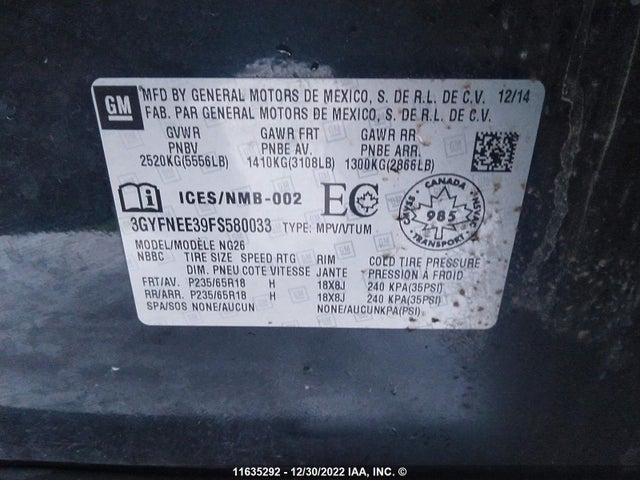 GM
MFD BY GENERAL MOTORS DE MEXICO, S. DE R.L. DE C.V. 12/14
FAB. PAR GENERAL MOTORS DE MEXICO, S. DE R.L. DE C.V.
GVWR GAWR FRT GAWR RR
PNBV PNBE AV. PNBE ARR.
2520KG(5556LB) 1410KG(3108LB) 1300KG(2866LB)
ICES/NMB-002 EC
CANADA
CAVSS 985 NSVAC
TRANSPORT
3GYFNEE39FS580033 TYPE: MPV/VTUM
MODEL/MODÈLE NG26
NBBC TIRE SIZE SPEED RTG RIM COLD TIRE PRESSURE
DIM. PNEU COTE VITESSE JANTE PRESSION À FROID
FRT/AV. P235/65R18 H 18X8J 240 KPA(35PSI)
RR/ARR. P235/65R18 H 18X8J 240 KPA(35PSI)
SPA/SOS NONE/AUCUN NONE/AUCUNKPA(PSI)
11635292 - 12/30/2022 IAA, INC. ©